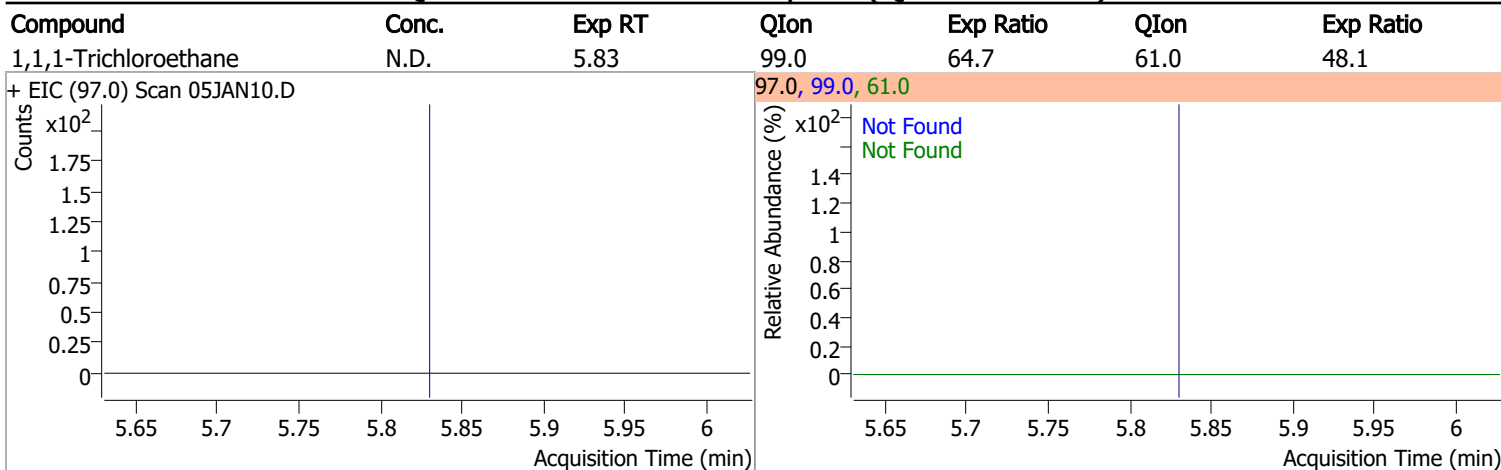 Compound Conc. Exp RT QIon Exp Ratio QIon Exp Ratio
1,1,1-Trichloroethane N.D. 5.83 99.0 64.7 61.0 48.1
+ EIC (97.0) Scan 05JAN10.D
Counts
x10²
1.75
1.5
1.25
1
0.75
0.5
0.25
0
5.65 5.7 5.75 5.8 5.85 5.9 5.95 6
Acquisition Time (min)
97.0, 99.0, 61.0
Relative Abundance (%)
x10²
Not Found
Not Found
1.4
1.2
1
0.8
0.6
0.4
0.2
0
5.65 5.7 5.75 5.8 5.85 5.9 5.95 6
Acquisition Time (min)